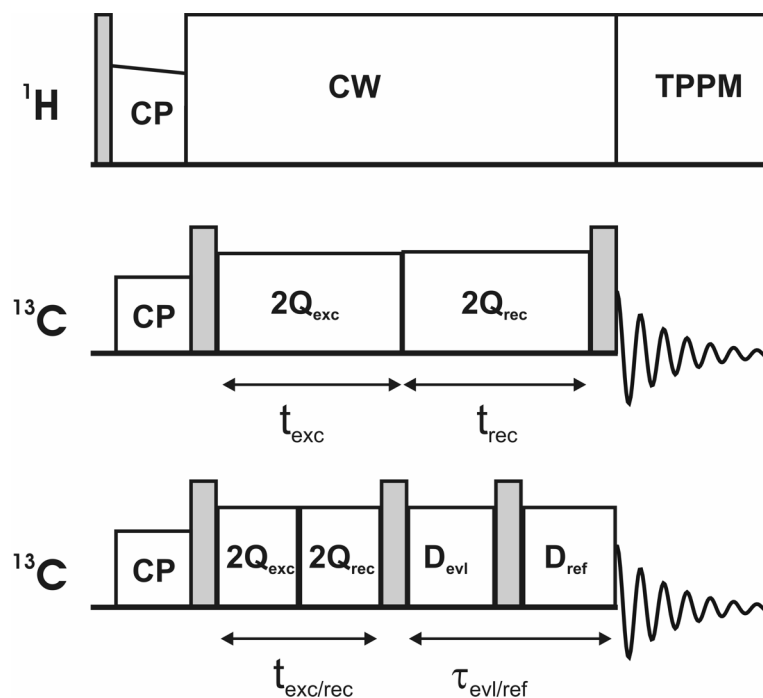 ¹H CP CW TPPM
¹³C CP 2Qexc 2Qrec
texc trec
¹³C CP 2Qexc 2Qrec Devl Dref
texc/rec τevl/ref